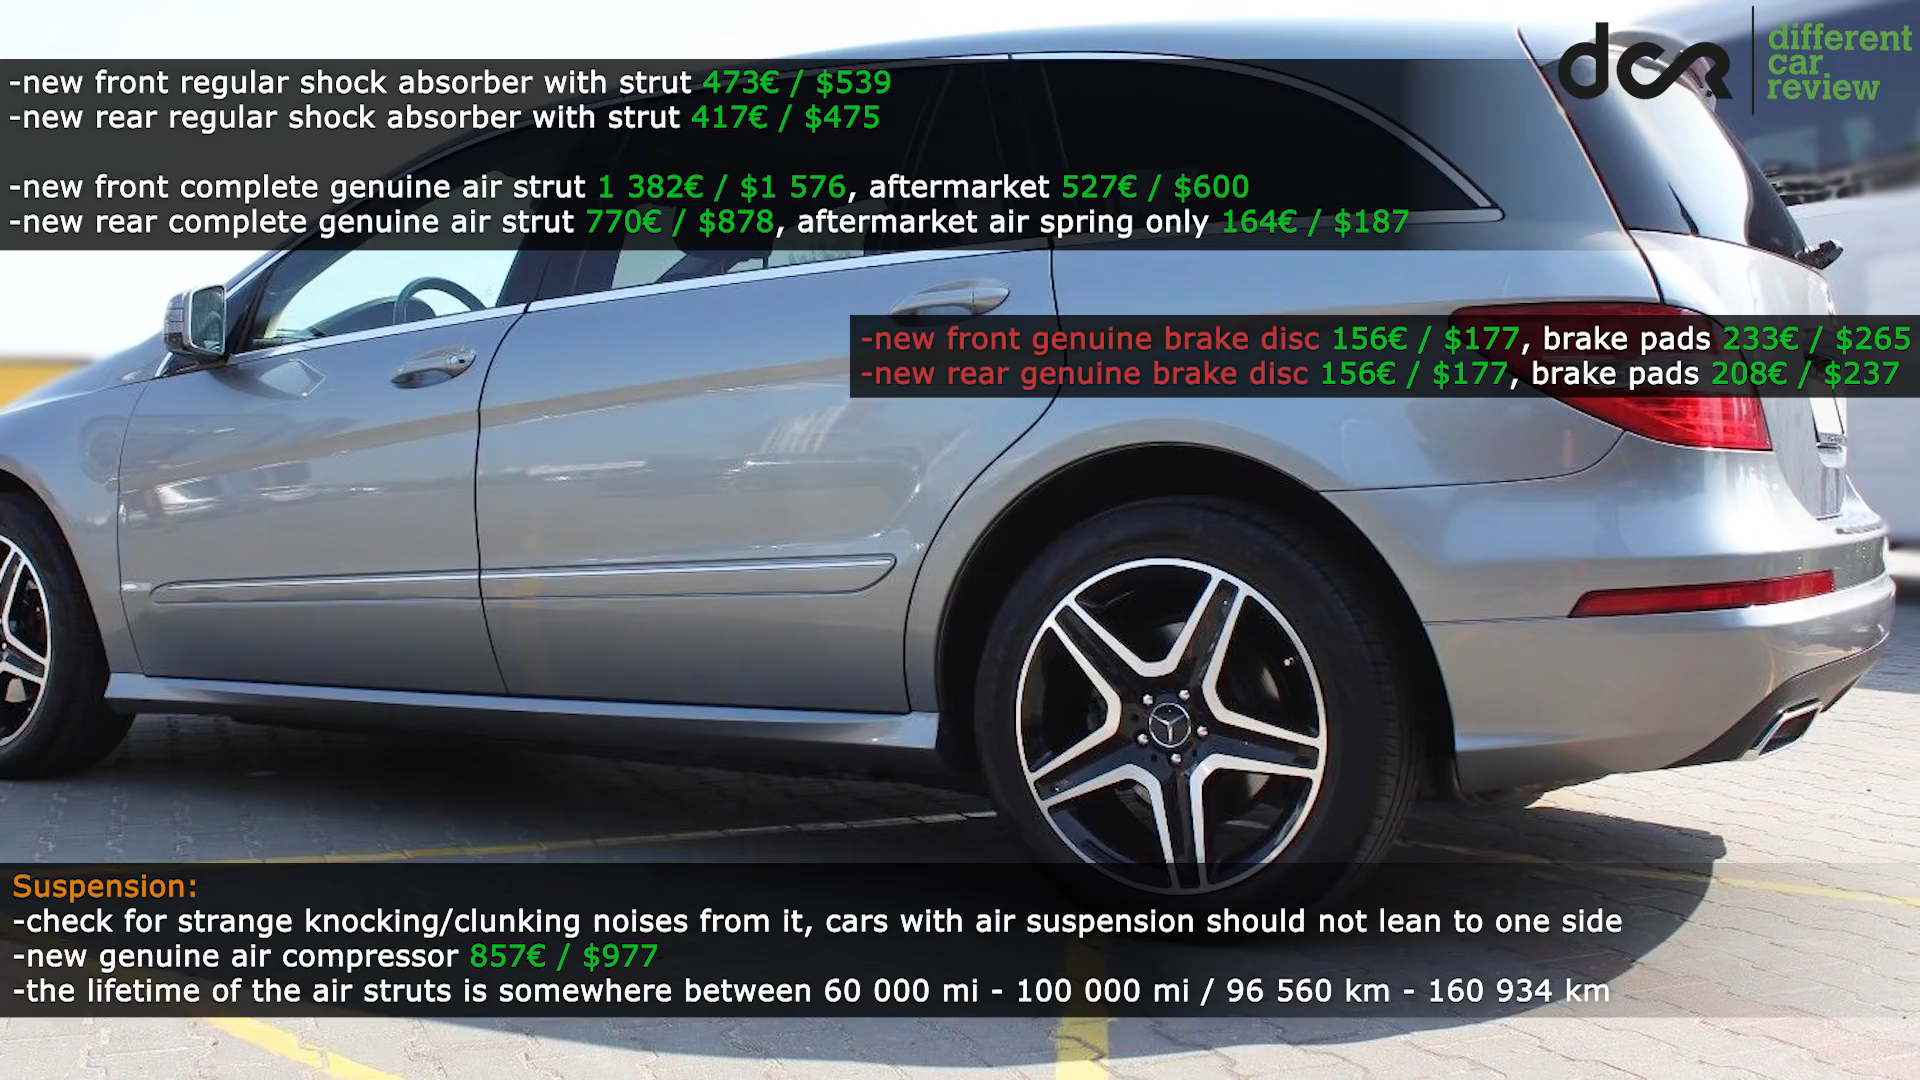 dcr
different
car
review
-new front regular shock absorber with strut 473€ / $539
-new rear regular shock absorber with strut 417€ / $475
-new front complete genuine air strut 1 382€ / $1 576, aftermarket 527€ / $600
-new rear complete genuine air strut 770€ / $878, aftermarket air spring only 164€ / $187
-new front genuine brake disc 156€ / $177, brake pads 233€ / $265
-new rear genuine brake disc 156€ / $177, brake pads 208€ / $237
Suspension:
-check for strange knocking/clunking noises from it, cars with air suspension should not lean to one side
-new genuine air compressor 857€ / $977
-the lifetime of the air struts is somewhere between 60 000 mi - 100 000 mi / 96 560 km - 160 934 km